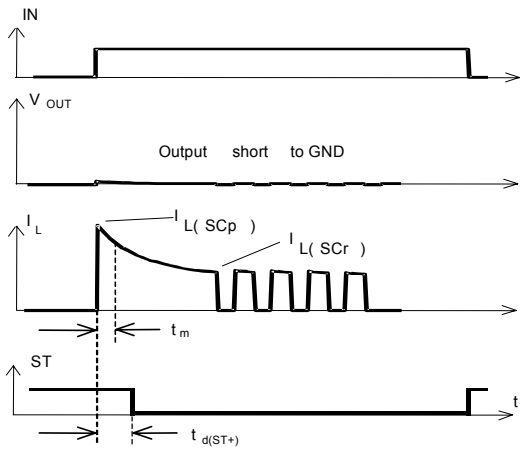 IN
V OUT
Output short to GND
I L
I L( SCp )
I L( SCr )
t m
ST
t
t d(ST+)